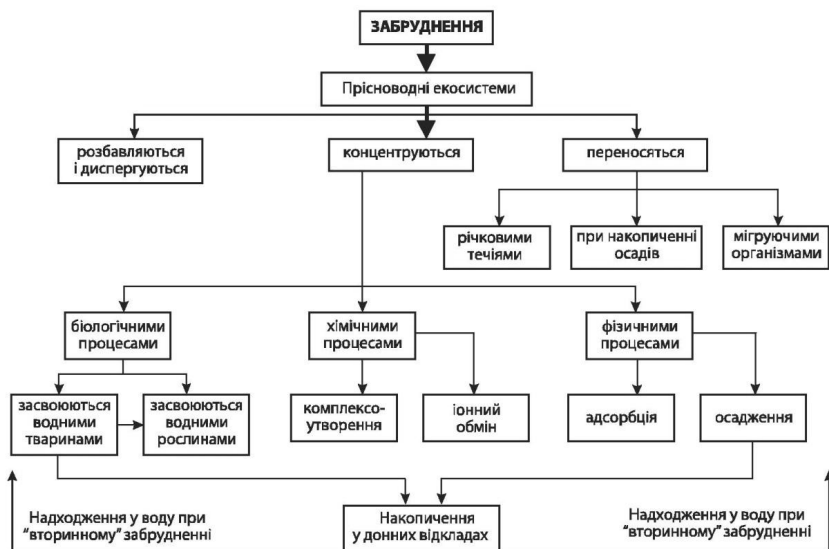 ЗАБРУДНЕННЯ
Прісноводні екосистеми
розбавляються
і диспергуються
концентруються
переносяться
річковими
течіями
при накопиченні
осадів
мігруючими
організмами
біологічними
процесами
хімічними
процесами
фізичними
процесами
засвоюються
водними
тваринами
засвоюються
водними
рослинами
комплексо-
утворення
іонний
обмін
адсорбція
осадження
Надходження у воду при
"вторинному" забрудненні
Накопичення
у донних відкладах
Надходження у воду при
"вторинному" забрудненні